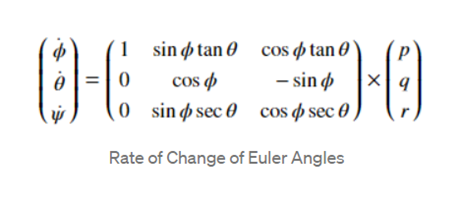 (φ̇ θ̇ ψ̇) = (1 sin φ tan θ cos φ tan θ
0 cos φ − sin φ
0 sin φ sec θ cos φ sec θ) × (p q r)
Rate of Change of Euler Angles